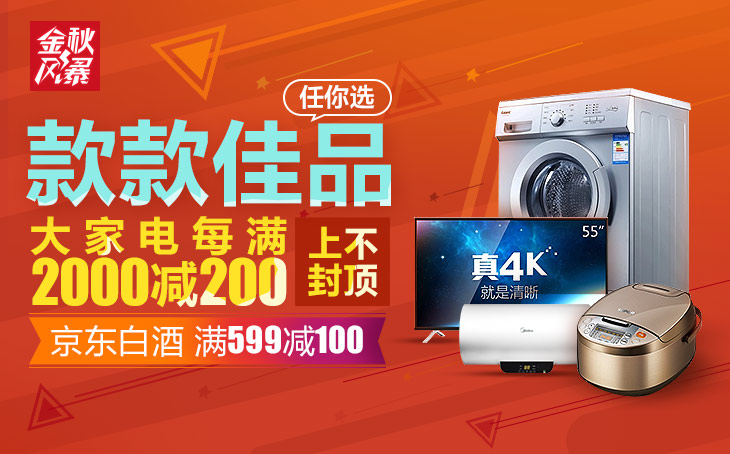 金秋
风暴
任你选
款款佳品
大家电每满
2000减200
上不
封顶
京东白酒 满599减100
55"
真4K
就是清晰
Midea